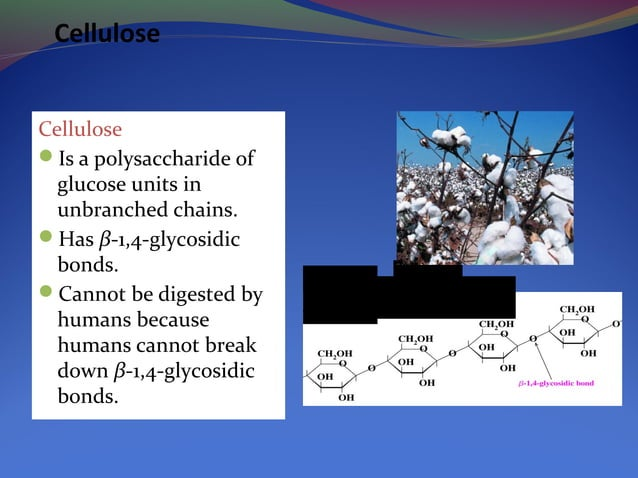 Cellulose
Cellulose
Is a polysaccharide of
glucose units in
unbranched chains.
Has β-1,4-glycosidic
bonds.
Cannot be digested by
humans because
humans cannot break
down β-1,4-glycosidic
bonds.
CH2OH
O
OH
OH
O
CH2OH
O
OH
OH
O
CH2OH
O
OH
OH
O
CH2OH
O
OH
OH
O
β-1,4-glycosidic bond